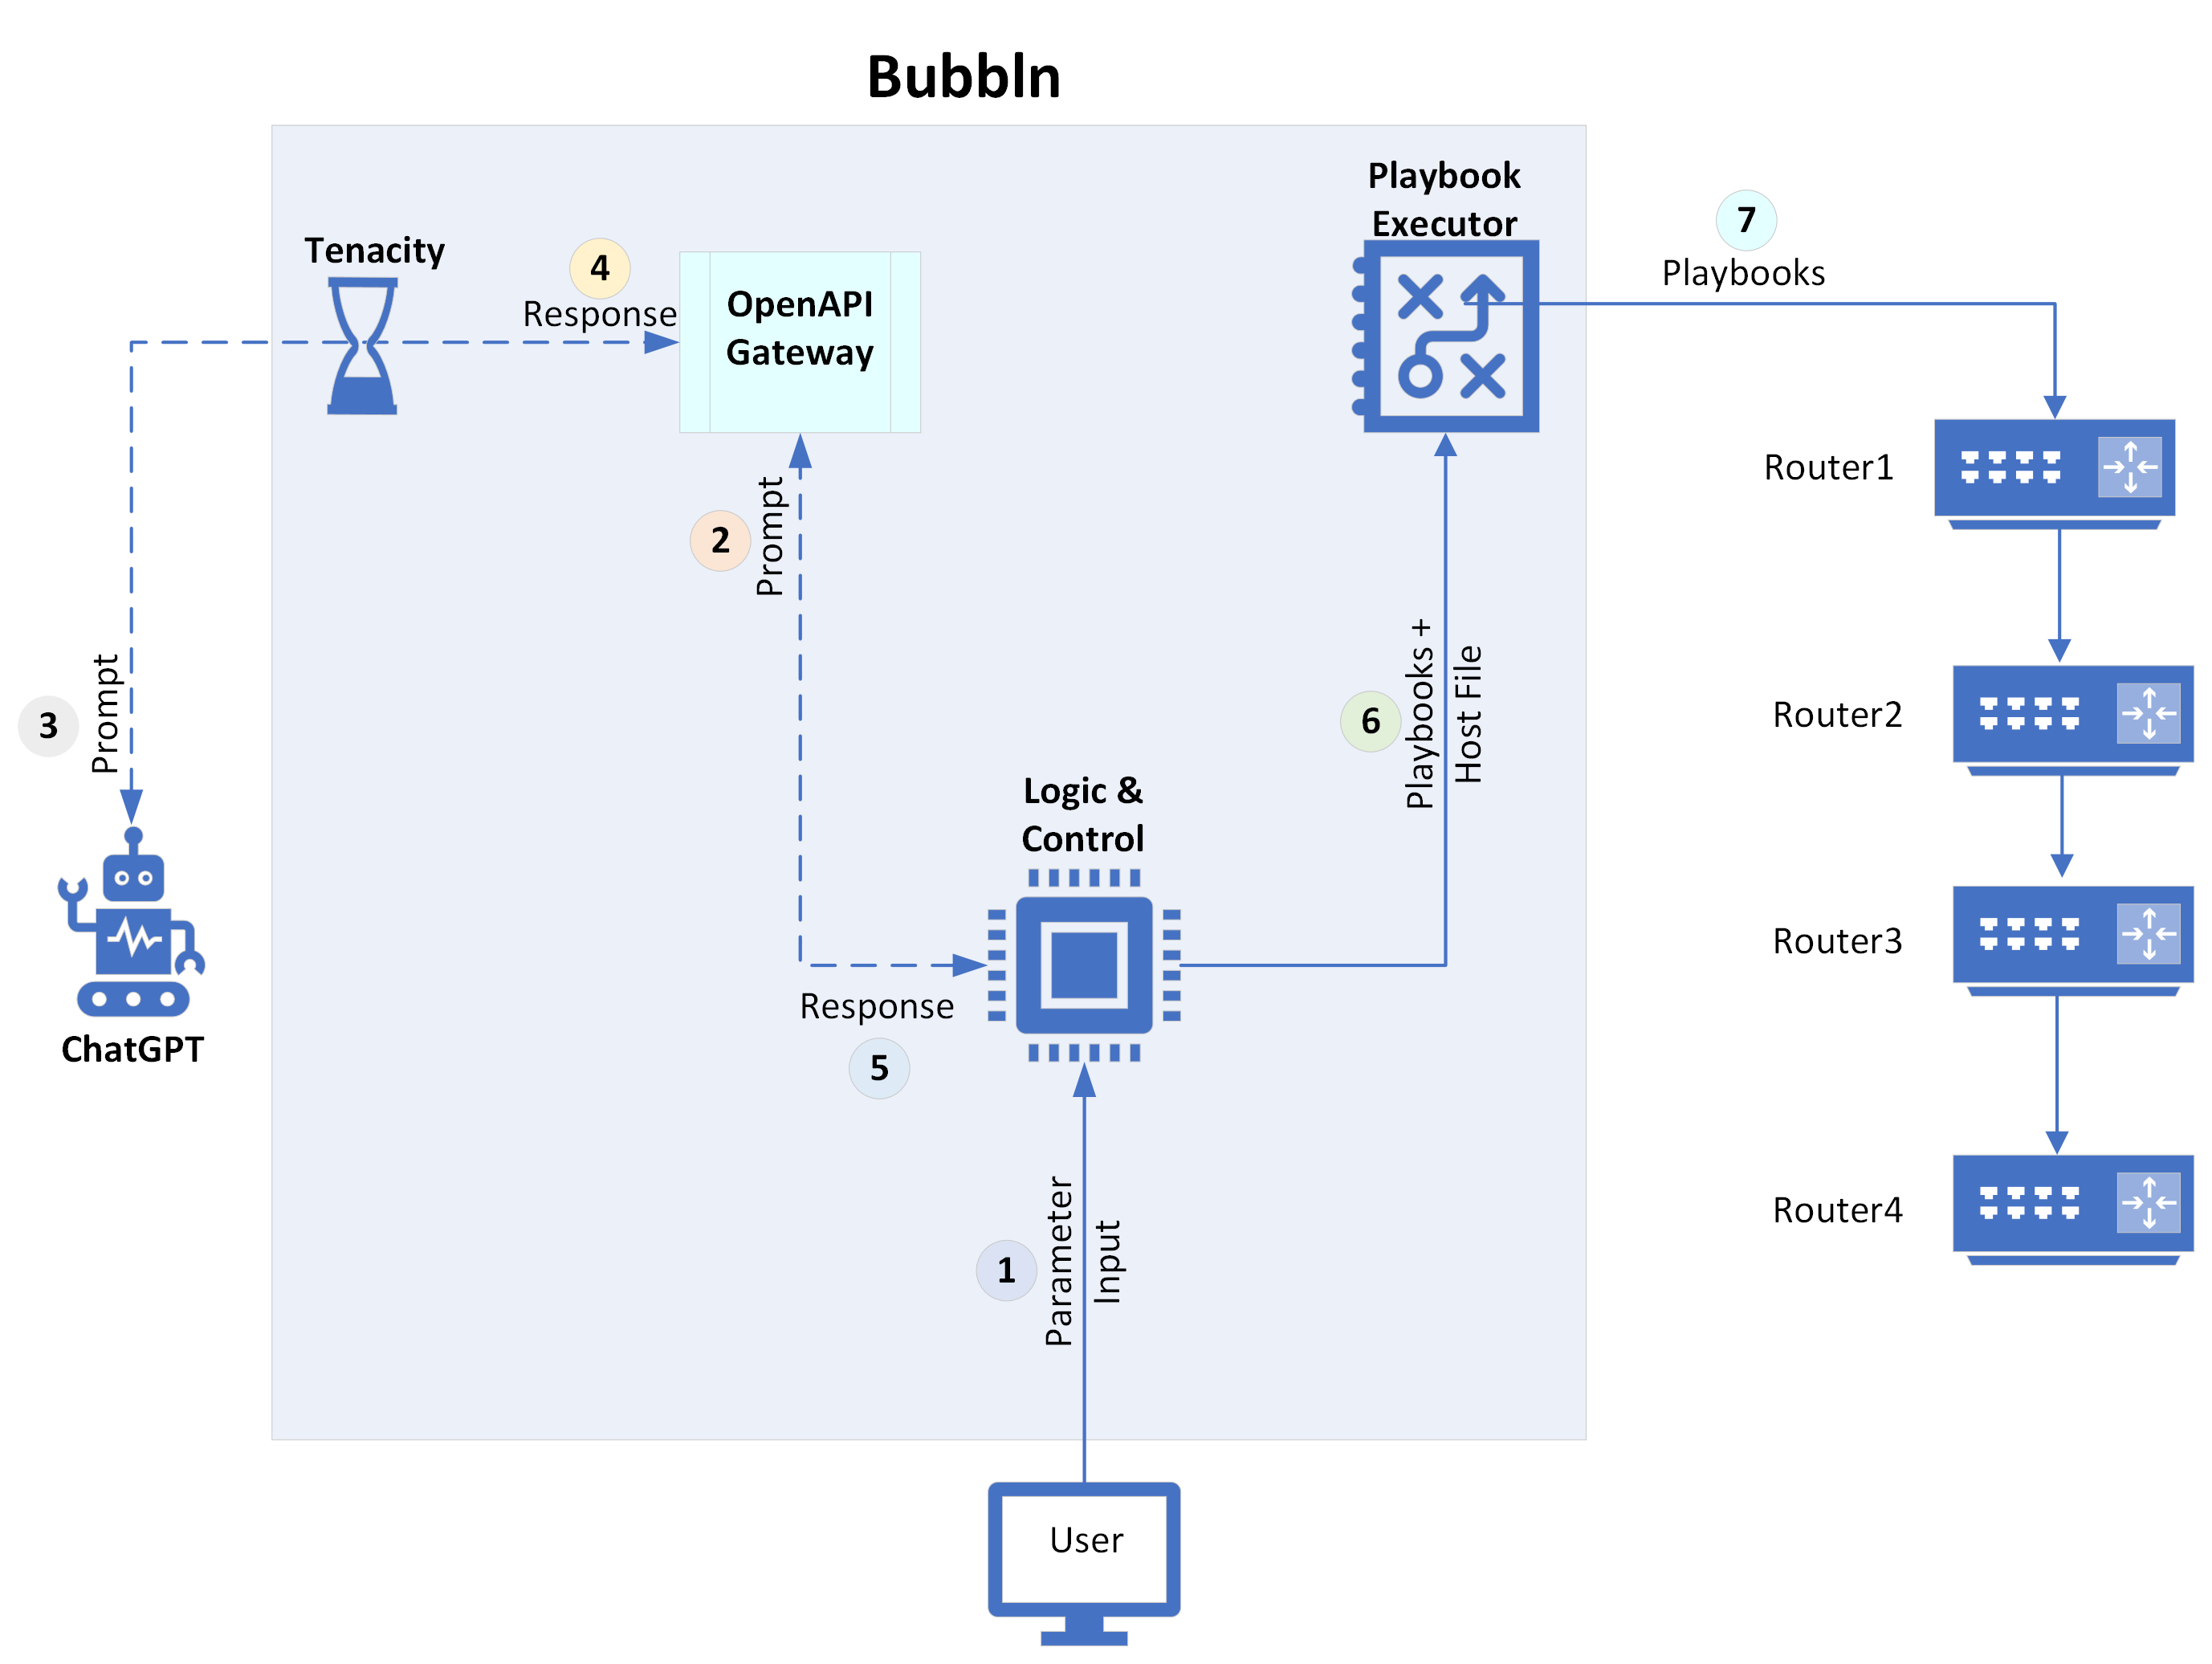 Bubbln
Playbook
Executor
7
Playbooks
Tenacity
4
Response
OpenAPI
Gateway
Router1
2
Prompt
3
Prompt
6
Playbooks +
Host File
Router2
Logic &
Control
Router3
Response
5
ChatGPT
1
Parameter
Input
Router4
User